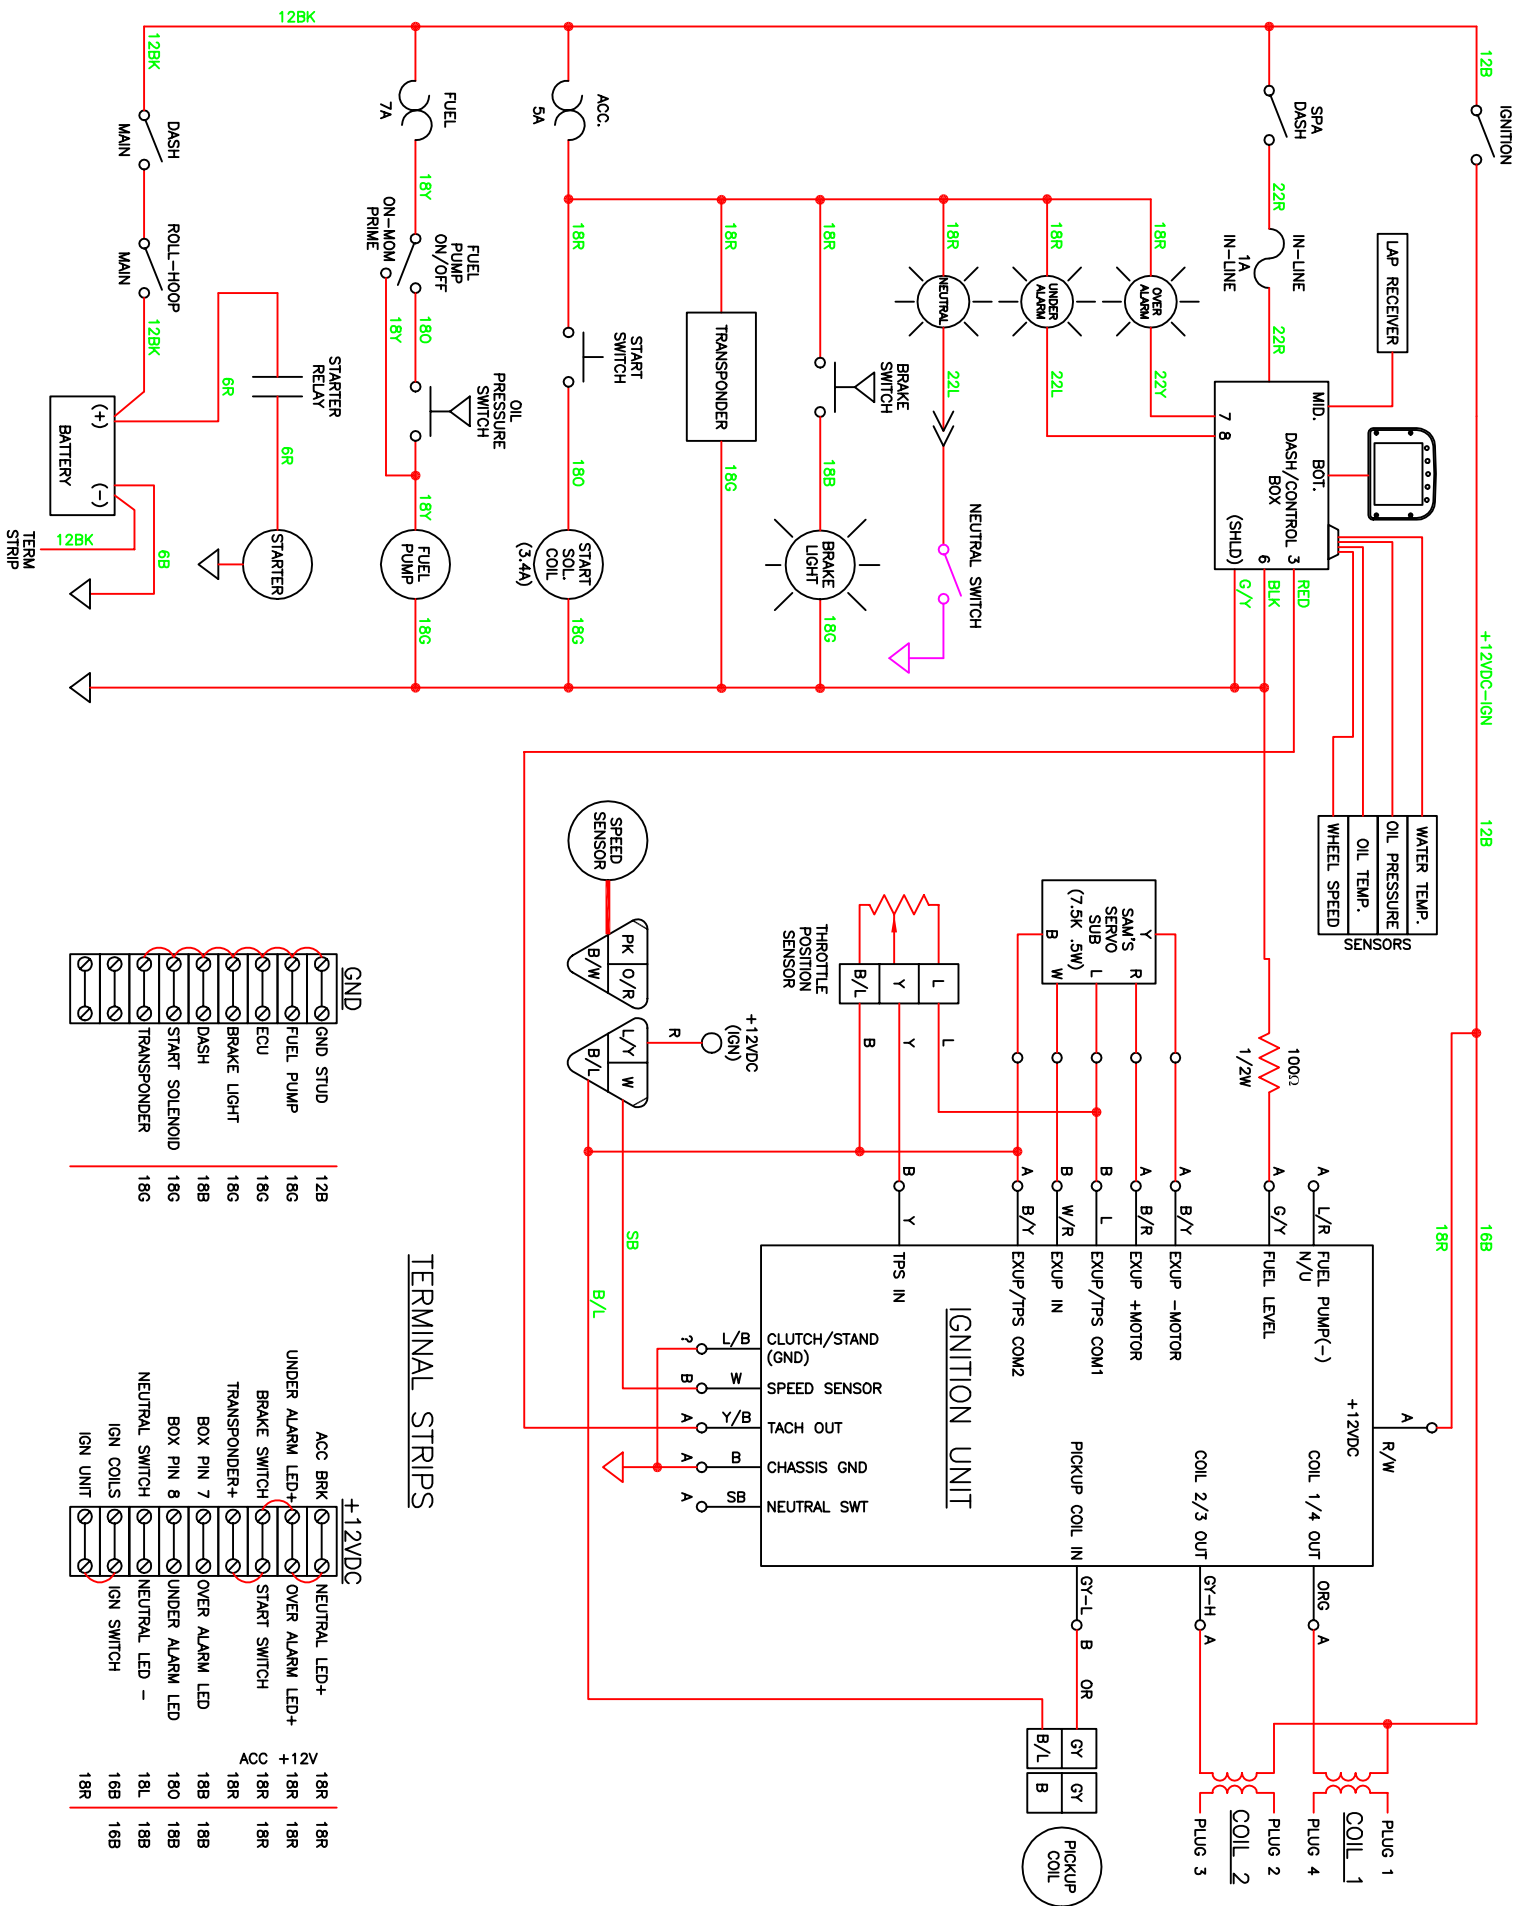 12B
IGNITION
+12VDC-IGN
12B
16B
18R
SPA
DASH
22R
IN-LINE
1A
IN-LINE
22R
LAP RECEIVER
MID.
BOT.
DASH/CONTROL
BOX
7
8
3
6
(SHLD)
RED
BLK
G/Y
WATER TEMP.
OIL PRESSURE
OIL TEMP.
WHEEL SPEED
SENSORS
18R
OVER
ALARM
22Y
18R
UNDER
ALARM
22L
18R
NEUTRAL
22L
NEUTRAL SWITCH
18R
BRAKE
SWITCH
18B
BRAKE
LIGHT
18G
18R
TRANSPONDER
18G
ACC.
5A
18R
START
SWITCH
18O
START
SOL.
COIL
(3.4A)
18G
FUEL
7A
18Y
FUEL
PUMP
ON/OFF
ON-MOM
PRIME
18O
18Y
OIL
PRESSURE
SWITCH
18Y
FUEL
PUMP
18G
12BK
12BK
DASH
MAIN
ROLL-HOOP
MAIN
12BK
6R
STARTER
RELAY
6R
STARTER
(+)
(-)
BATTERY
12BK
6B
TERM
STRIP
100Ω
1/2W
SAM'S
SERVO
SUB
(7.5K .5W)
Y
B
R
L
W
THROTTLE
POSITION
SENSOR
L
Y
B/L
L
Y
B
SPEED
SENSOR
PK
O/R
B/W
L/Y
W
B/L
R
+12VDC
(IGN)
SB
B/L
A
L/R
FUEL PUMP(-)
N/U
A
G/Y
FUEL LEVEL
A
B/Y
EXUP -MOTOR
A
B/R
EXUP +MOTOR
B
L
EXUP/TPS COM1
B
W/R
EXUP IN
A
B/Y
EXUP/TPS COM2
B
Y
TPS IN
IGNITION UNIT
+12VDC
A
R/W
? L/B CLUTCH/STAND
(GND)
B W SPEED SENSOR
A Y/B TACH OUT
A B CHASSIS GND
A SB NEUTRAL SWT
COIL 1/4 OUT
ORG
A
COIL 2/3 OUT
GY-H
A
PICKUP COIL IN
GY-L
B
OR
GY
B/L
GY
B
PICKUP
COIL
PLUG 1
COIL 1
PLUG 4
PLUG 2
COIL 2
PLUG 3
TERMINAL STRIPS
GND
GND STUD 12B
FUEL PUMP 18G
ECU 18G
BRAKE LIGHT 18G
DASH 18B
START SOLENOID 18G
TRANSPONDER 18G
+12VDC
ACC BRK NEUTRAL LED+ 18R 18R
UNDER ALARM LED+ OVER ALARM LED+ 18R 18R
BRAKE SWITCH START SWITCH 18R 18R
TRANSPONDER+ 18R
BOX PIN 7 OVER ALARM LED 18B 18B
BOX PIN 8 UNDER ALARM LED 18O 18B
NEUTRAL SWITCH NEUTRAL LED - 18L 18B
IGN COILS IGN SWITCH 16B 16B
IGN UNIT 18R
ACC +12V